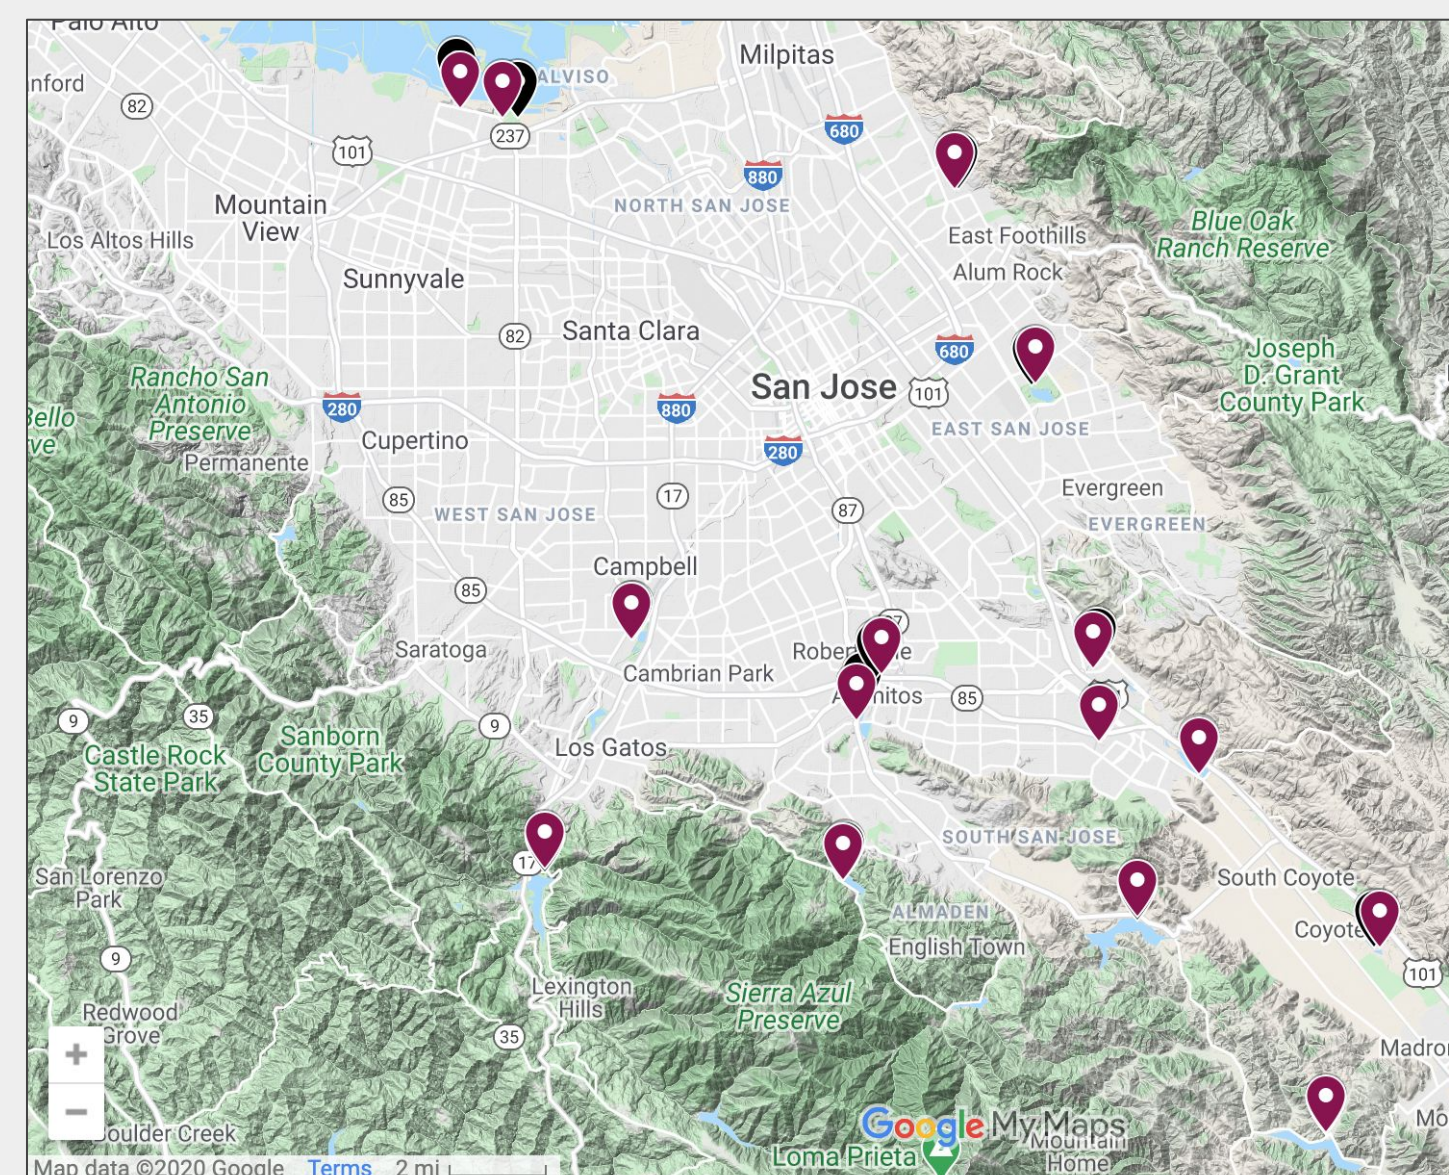 Palo Alto
Milpitas
ALVISO
nford
82
237
101
680
880
NORTH SAN JOSE
Mountain
View
Los Altos Hills
East Foothills
Alum Rock
Blue Oak
Ranch Reserve
Sunnyvale
82
Santa Clara
680
Joseph
D. Grant
County Park
Rancho San
Antonio
Preserve
San Jose
101
280
880
Bello
ve
Cupertino
EAST SAN JOSE
280
Permanente
85
17
87
Evergreen
WEST SAN JOSE
EVERGREEN
Campbell
85
Saratoga
Cambrian Park
85
9
35
9
Sanborn
County Park
Castle Rock
State Park
Los Gatos
17
SOUTH SAN JOSE
San Lorenzo
Park
South Coyote
ALMADEN
English Town
Coyote
9
101
Lexington
Hills
Sierra Azul
Preserve
Redwood
Grove
35
+
−
Google My Maps
Mountain
Home
Loma Prieta
Boulder Creek
Map data ©2020 Google Terms 2 mi